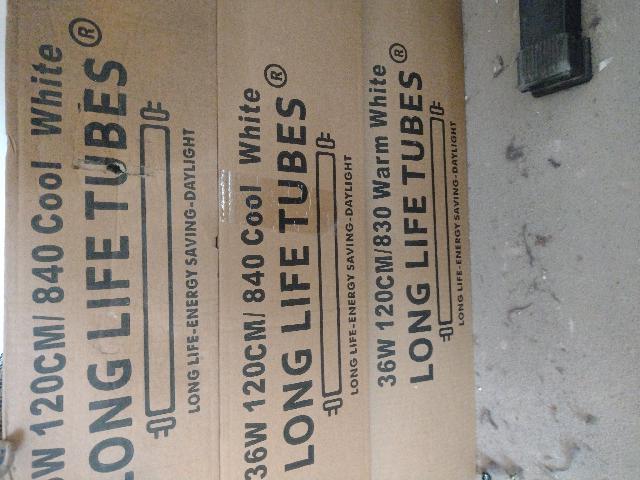 6W 120CM/ 840 Cool White
LONG LIFE TUBES®
LONG LIFE-ENERGY SAVING-DAYLIGHT
36W 120CM/ 840 Cool White
LONG LIFE TUBES®
LONG LIFE-ENERGY SAVING-DAYLIGHT
36W 120CM/830 Warm White
LONG LIFE TUBES®
LONG LIFE-ENERGY SAVING-DAYLIGHT